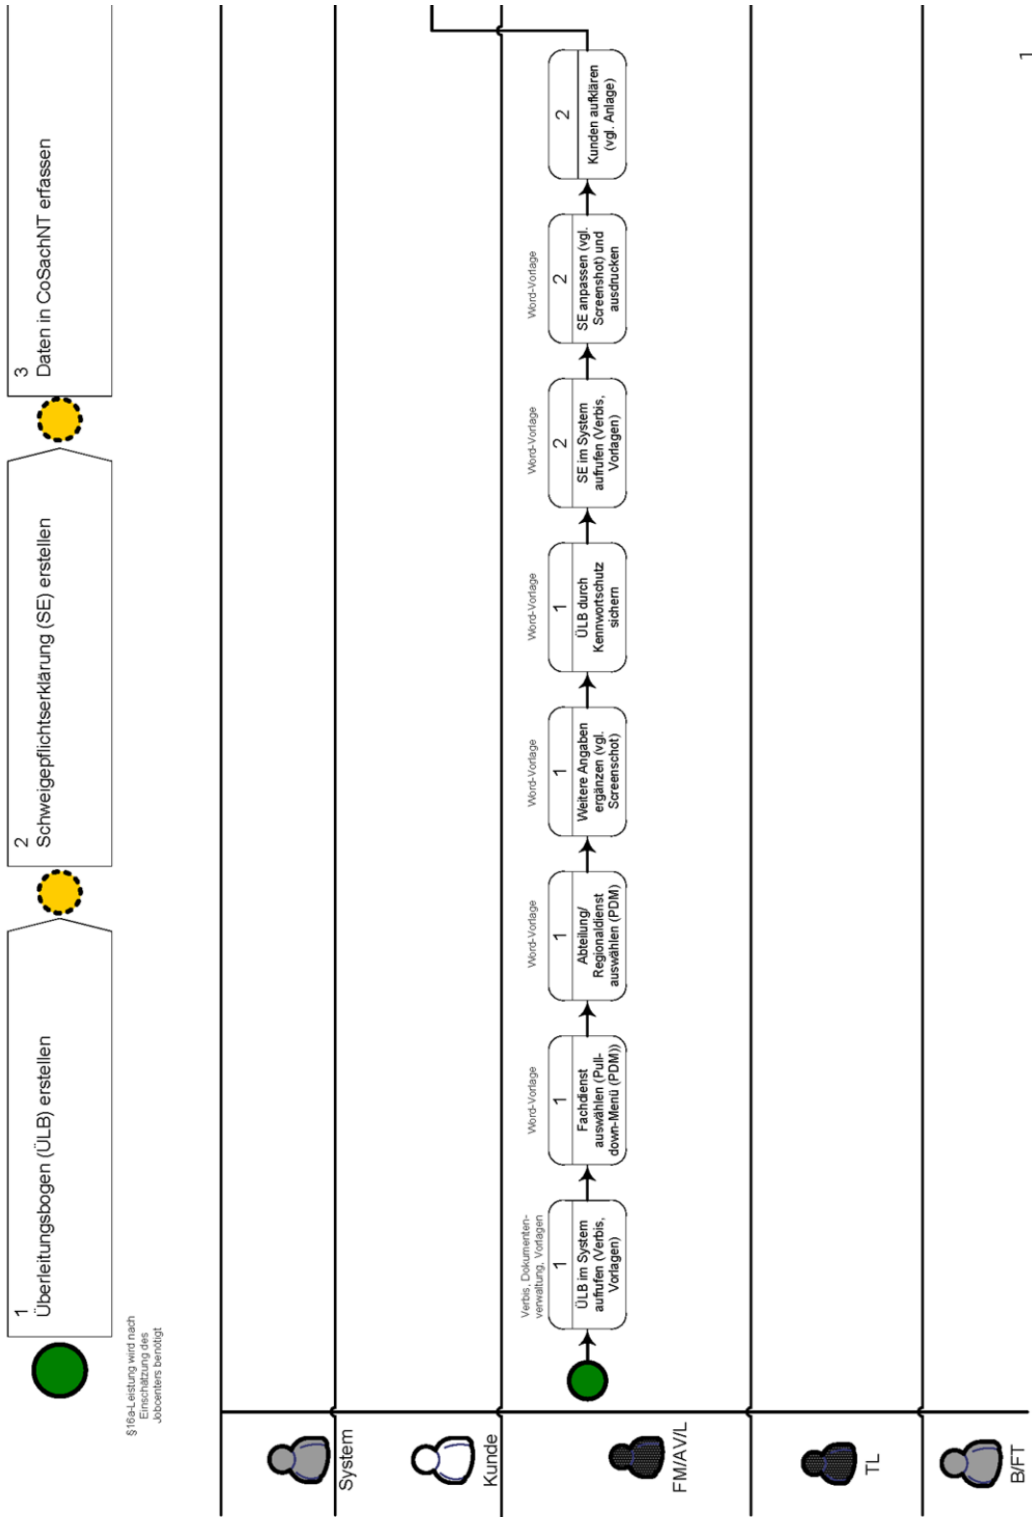 1
Überleitungsbogen (ÜLB) erstellen
2
Schweigepflichtserklärung (SE) erstellen
3
Daten in CoSachNT erfassen
§16a-Leistung wird nach
Einschätzung des
Jobcenters benötigt
System
Kunde
FM/AV/L
Verbis, Dokumenten-
verwaltung, Vorlagen
1
ÜLB im System
aufrufen (Verbis,
Vorlagen)
Word-Vorlage
1
Fachdienst
auswählen (Pull-
down-Menü (PDM))
Word-Vorlage
1
Abteilung/
Regionaldienst
auswählen (PDM)
Word-Vorlage
1
Weitere Angaben
ergänzen (vgl.
Screenschot)
Word-Vorlage
1
ÜLB durch
Kennwortschutz
sichern
Word-Vorlage
2
SE im System
aufrufen (Verbis,
Vorlagen)
Word-Vorlage
2
SE anpassen (vgl.
Screenshot) und
ausdrucken
2
Kunden aufklären
(vgl. Anlage)
TL
B/FT
1